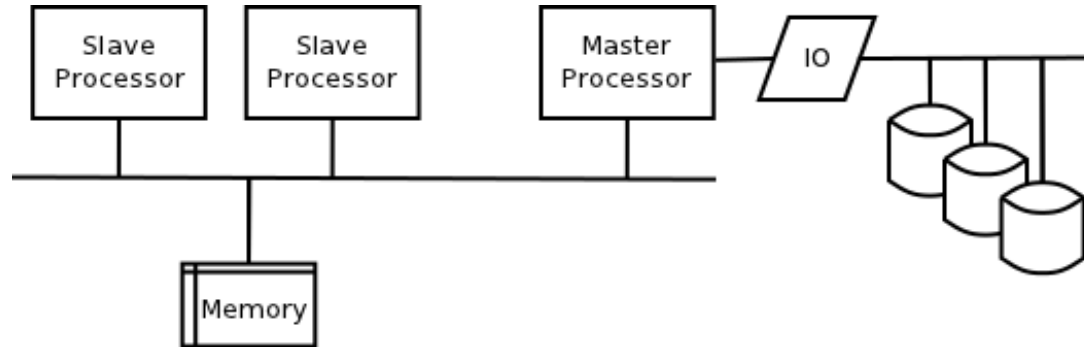 Slave
Processor
Slave
Processor
Master
Processor
IO
Memory